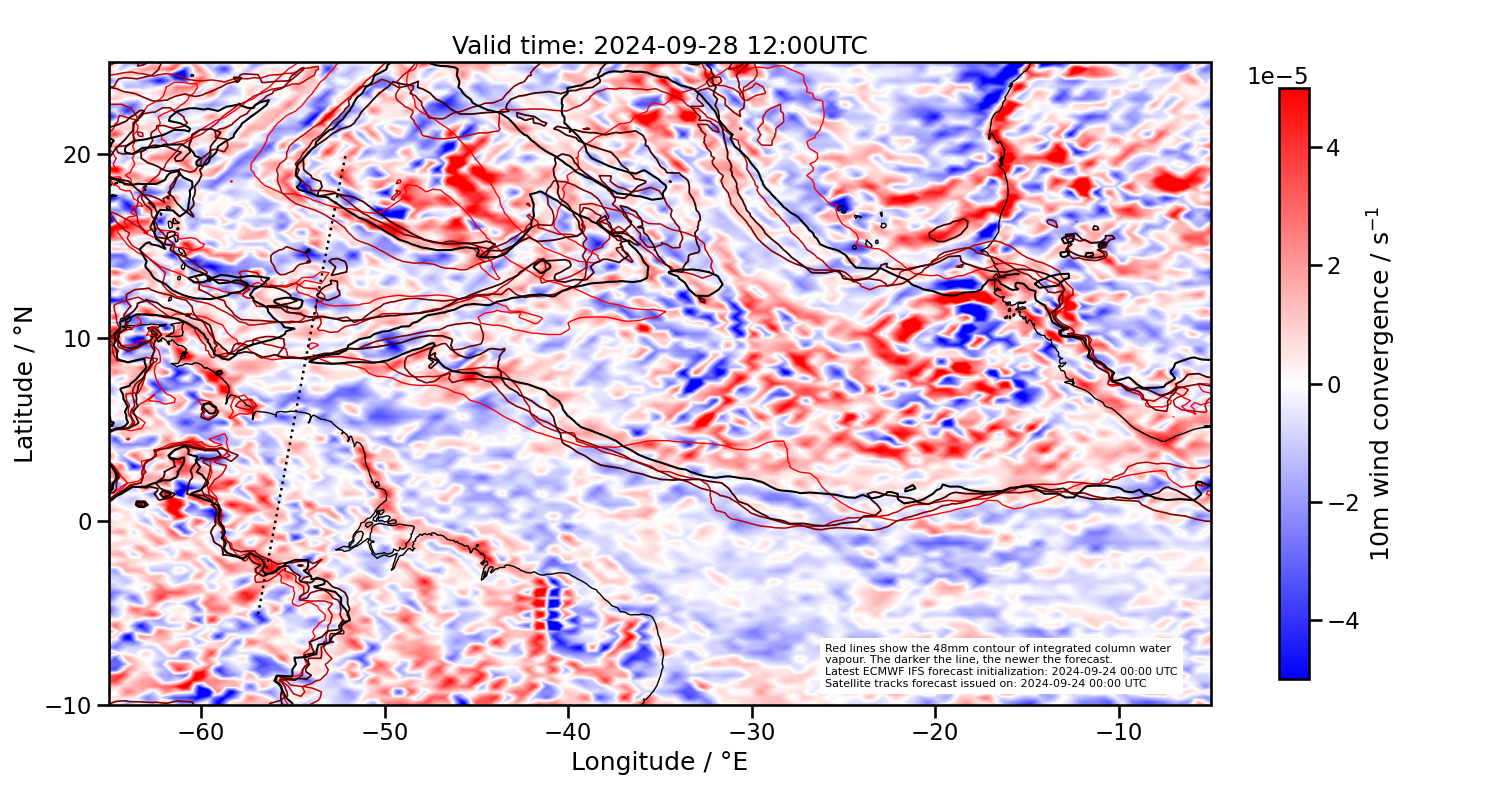 Valid time: 2024-09-28 12:00UTC
1e−5
20
10
0
−10
Latitude / °N
−60
−50
−40
−30
−20
−10
Longitude / °E
4
2
0
−2
−4
10m wind convergence / s⁻¹
Red lines show the 48mm contour of integrated column water
vapour. The darker the line, the newer the forecast.
Latest ECMWF IFS forecast initialization: 2024-09-24 00:00 UTC
Satellite tracks forecast issued on: 2024-09-24 00:00 UTC